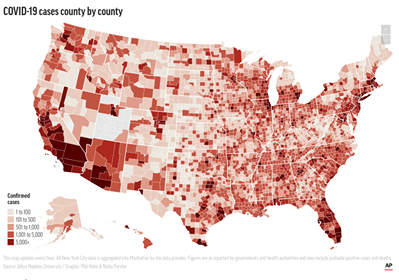 COVID-19 cases county by county
Confirmed
cases
1 to 100
101 to 500
501 to 1,000
1,001 to 5,000
5,000+
This map updates every hour. All New York City data is aggregated into Manhattan by the data provider. Figures are as reported by governments and health authorities and may include probable positive cases and deaths.
Source: Johns Hopkins University | Graphic: Phil Holm & Nicky Forster
AP